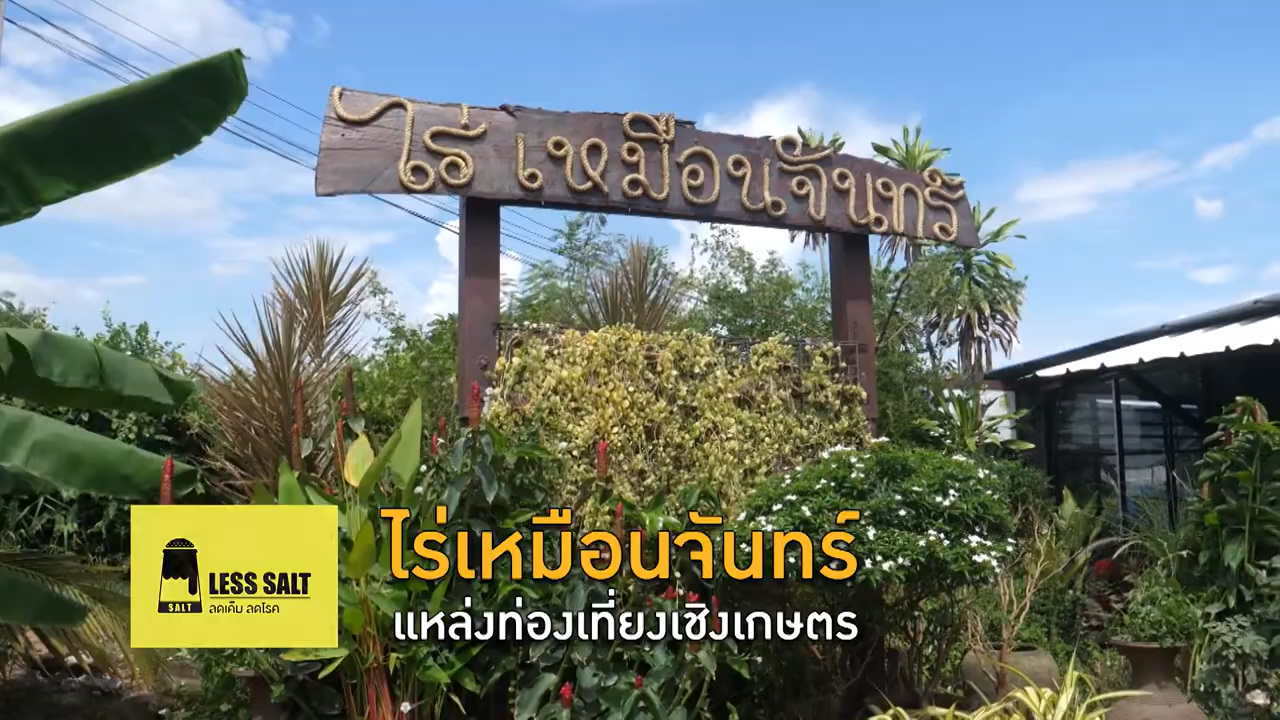 ไร่ เหมือนจันทร์
LESS SALT
SALT
ลดเค็ม ลดโรค
ไร่เหมือนจันทร์
แหล่งท่องเที่ยงเชิงเกษตร